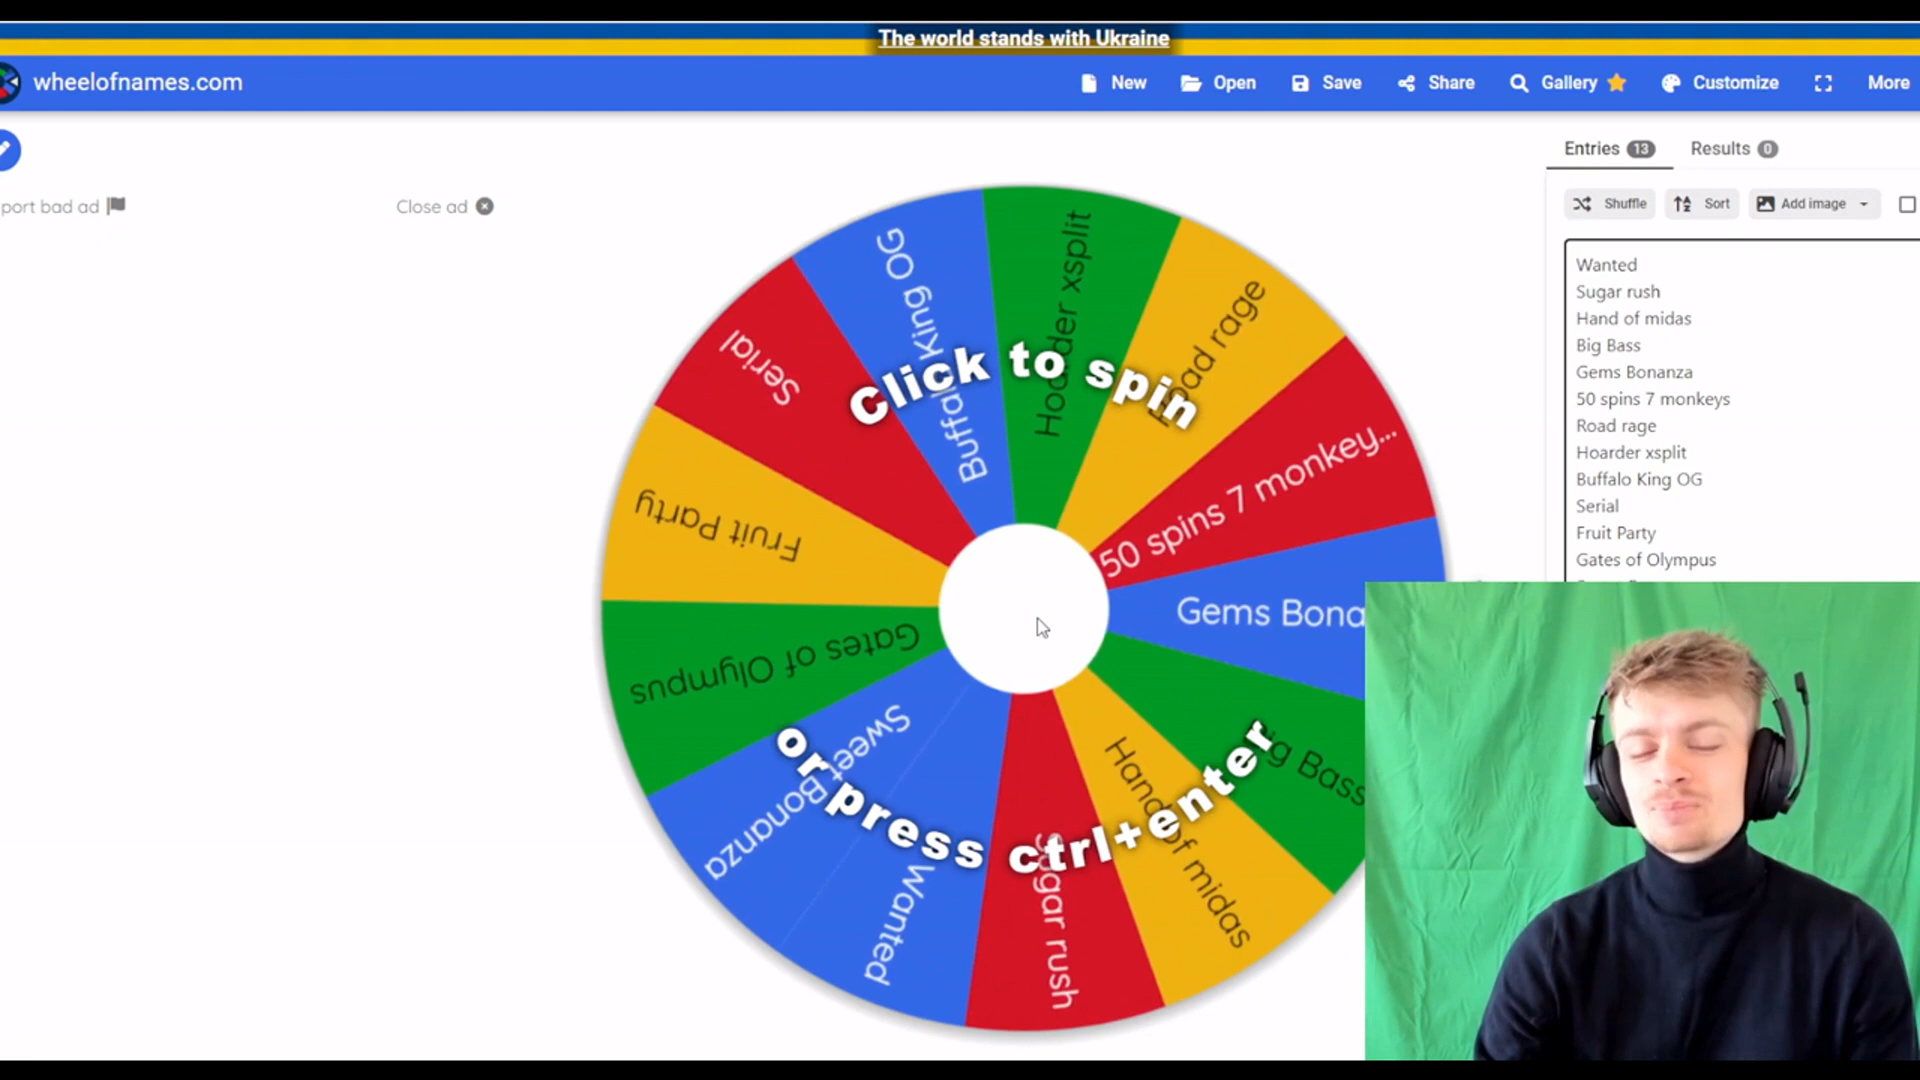 The world stands with Ukraine
wheelofnames.com
New
Open
Save
Share
Gallery
Customize
More
port bad ad
Close ad
Entries 13
Results 0
Shuffle
Sort
Add image
Wanted
Sugar rush
Hand of midas
Big Bass
Gems Bonanza
50 spins 7 monkeys
Road rage
Hoarder xsplit
Buffalo King OG
Serial
Fruit Party
Gates of Olympus
Click to spin
or press ctrl+enter
Hoarder xsplit
Road rage
50 spins 7 monkey...
Gems Bona
Big Bass
Hand of midas
Sugar rush
Wanted
Sweet Bonanza
Gates of Olympus
Fruit Party
Serial
Buffalo King OG